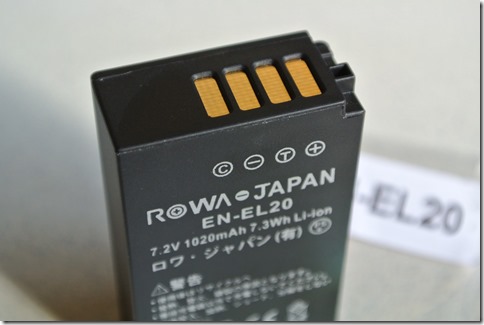 C - T +
ROWA JAPAN
EN-EL20
7.2V 1020mAh 7.3Wh Li-ion
ロワ・ジャパン(有)
警告
-EL20